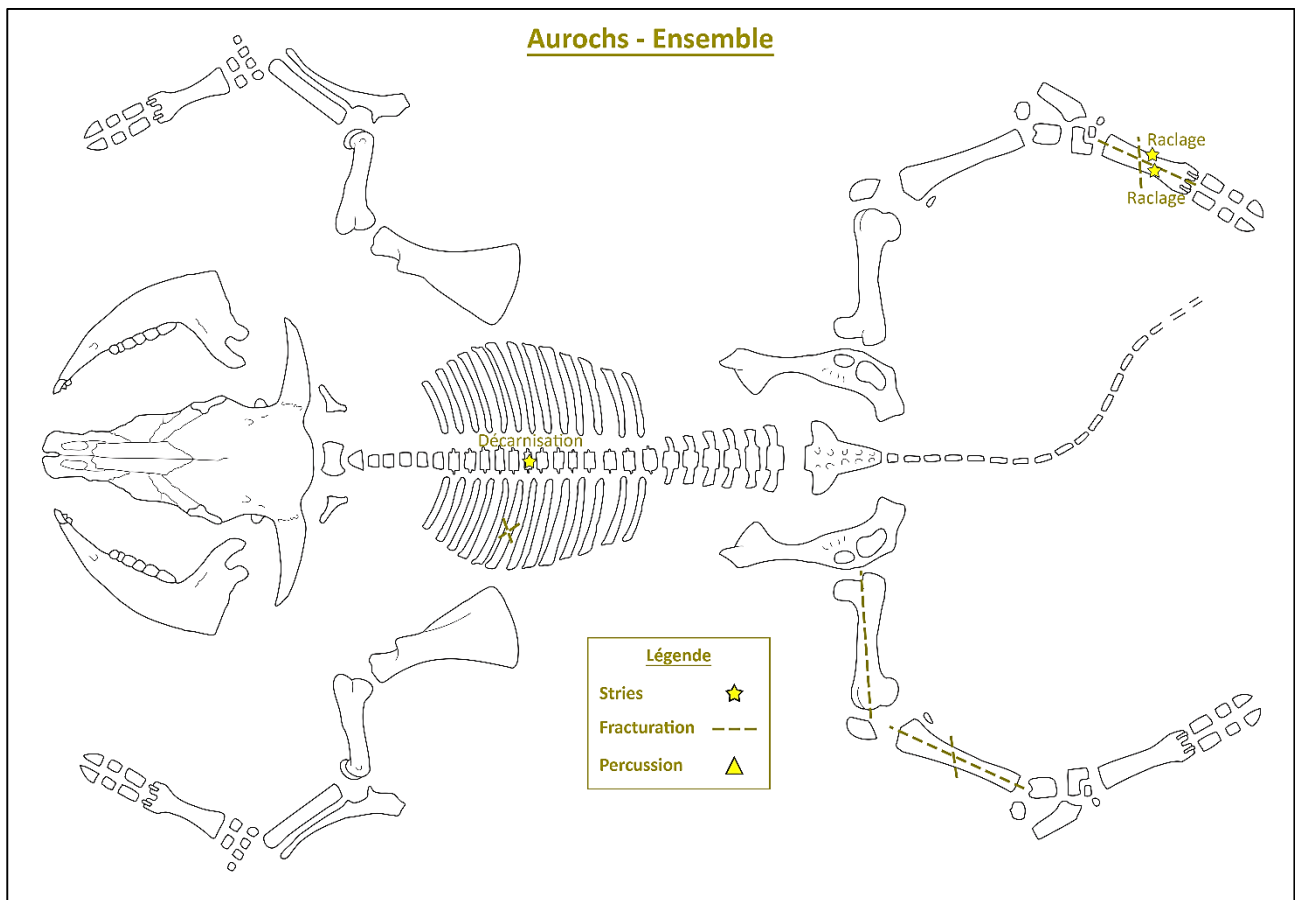 Aurochs - Ensemble
Raclage
Raclage
Décarnisation
Légende
Stries
Fracturation
Percussion